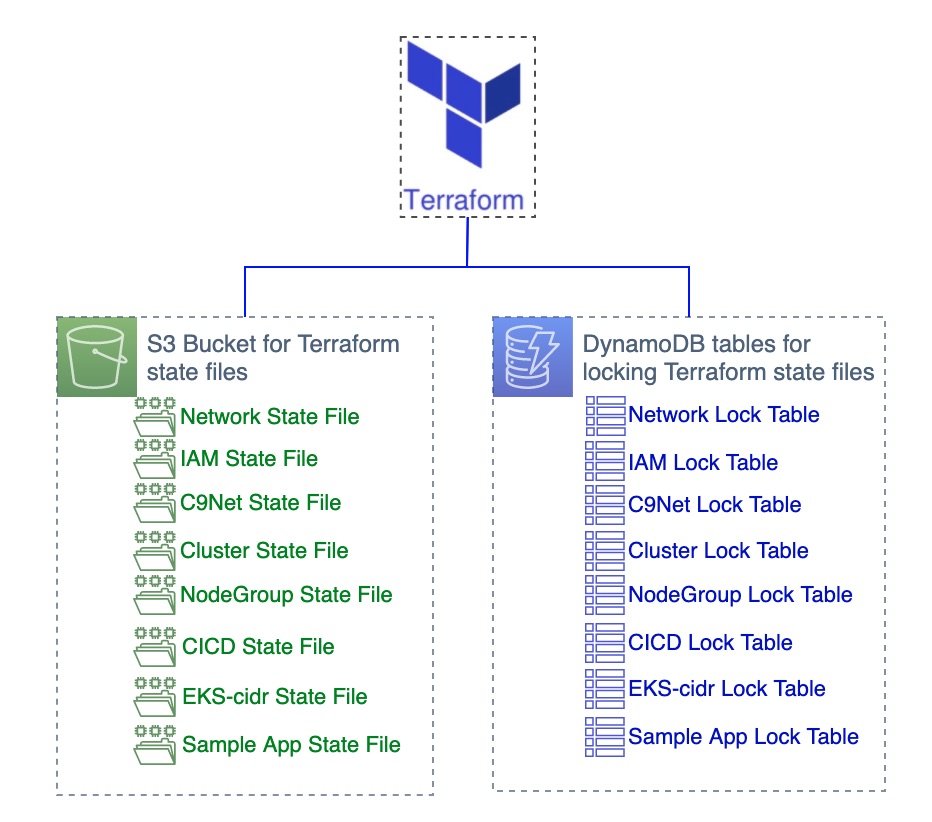 Terraform
S3 Bucket for Terraform
state files
Network State File
IAM State File
C9Net State File
Cluster State File
NodeGroup State File
CICD State File
EKS-cidr State File
Sample App State File
DynamoDB tables for
locking Terraform state files
Network Lock Table
IAM Lock Table
C9Net Lock Table
Cluster Lock Table
NodeGroup Lock Table
CICD Lock Table
EKS-cidr Lock Table
Sample App Lock Table